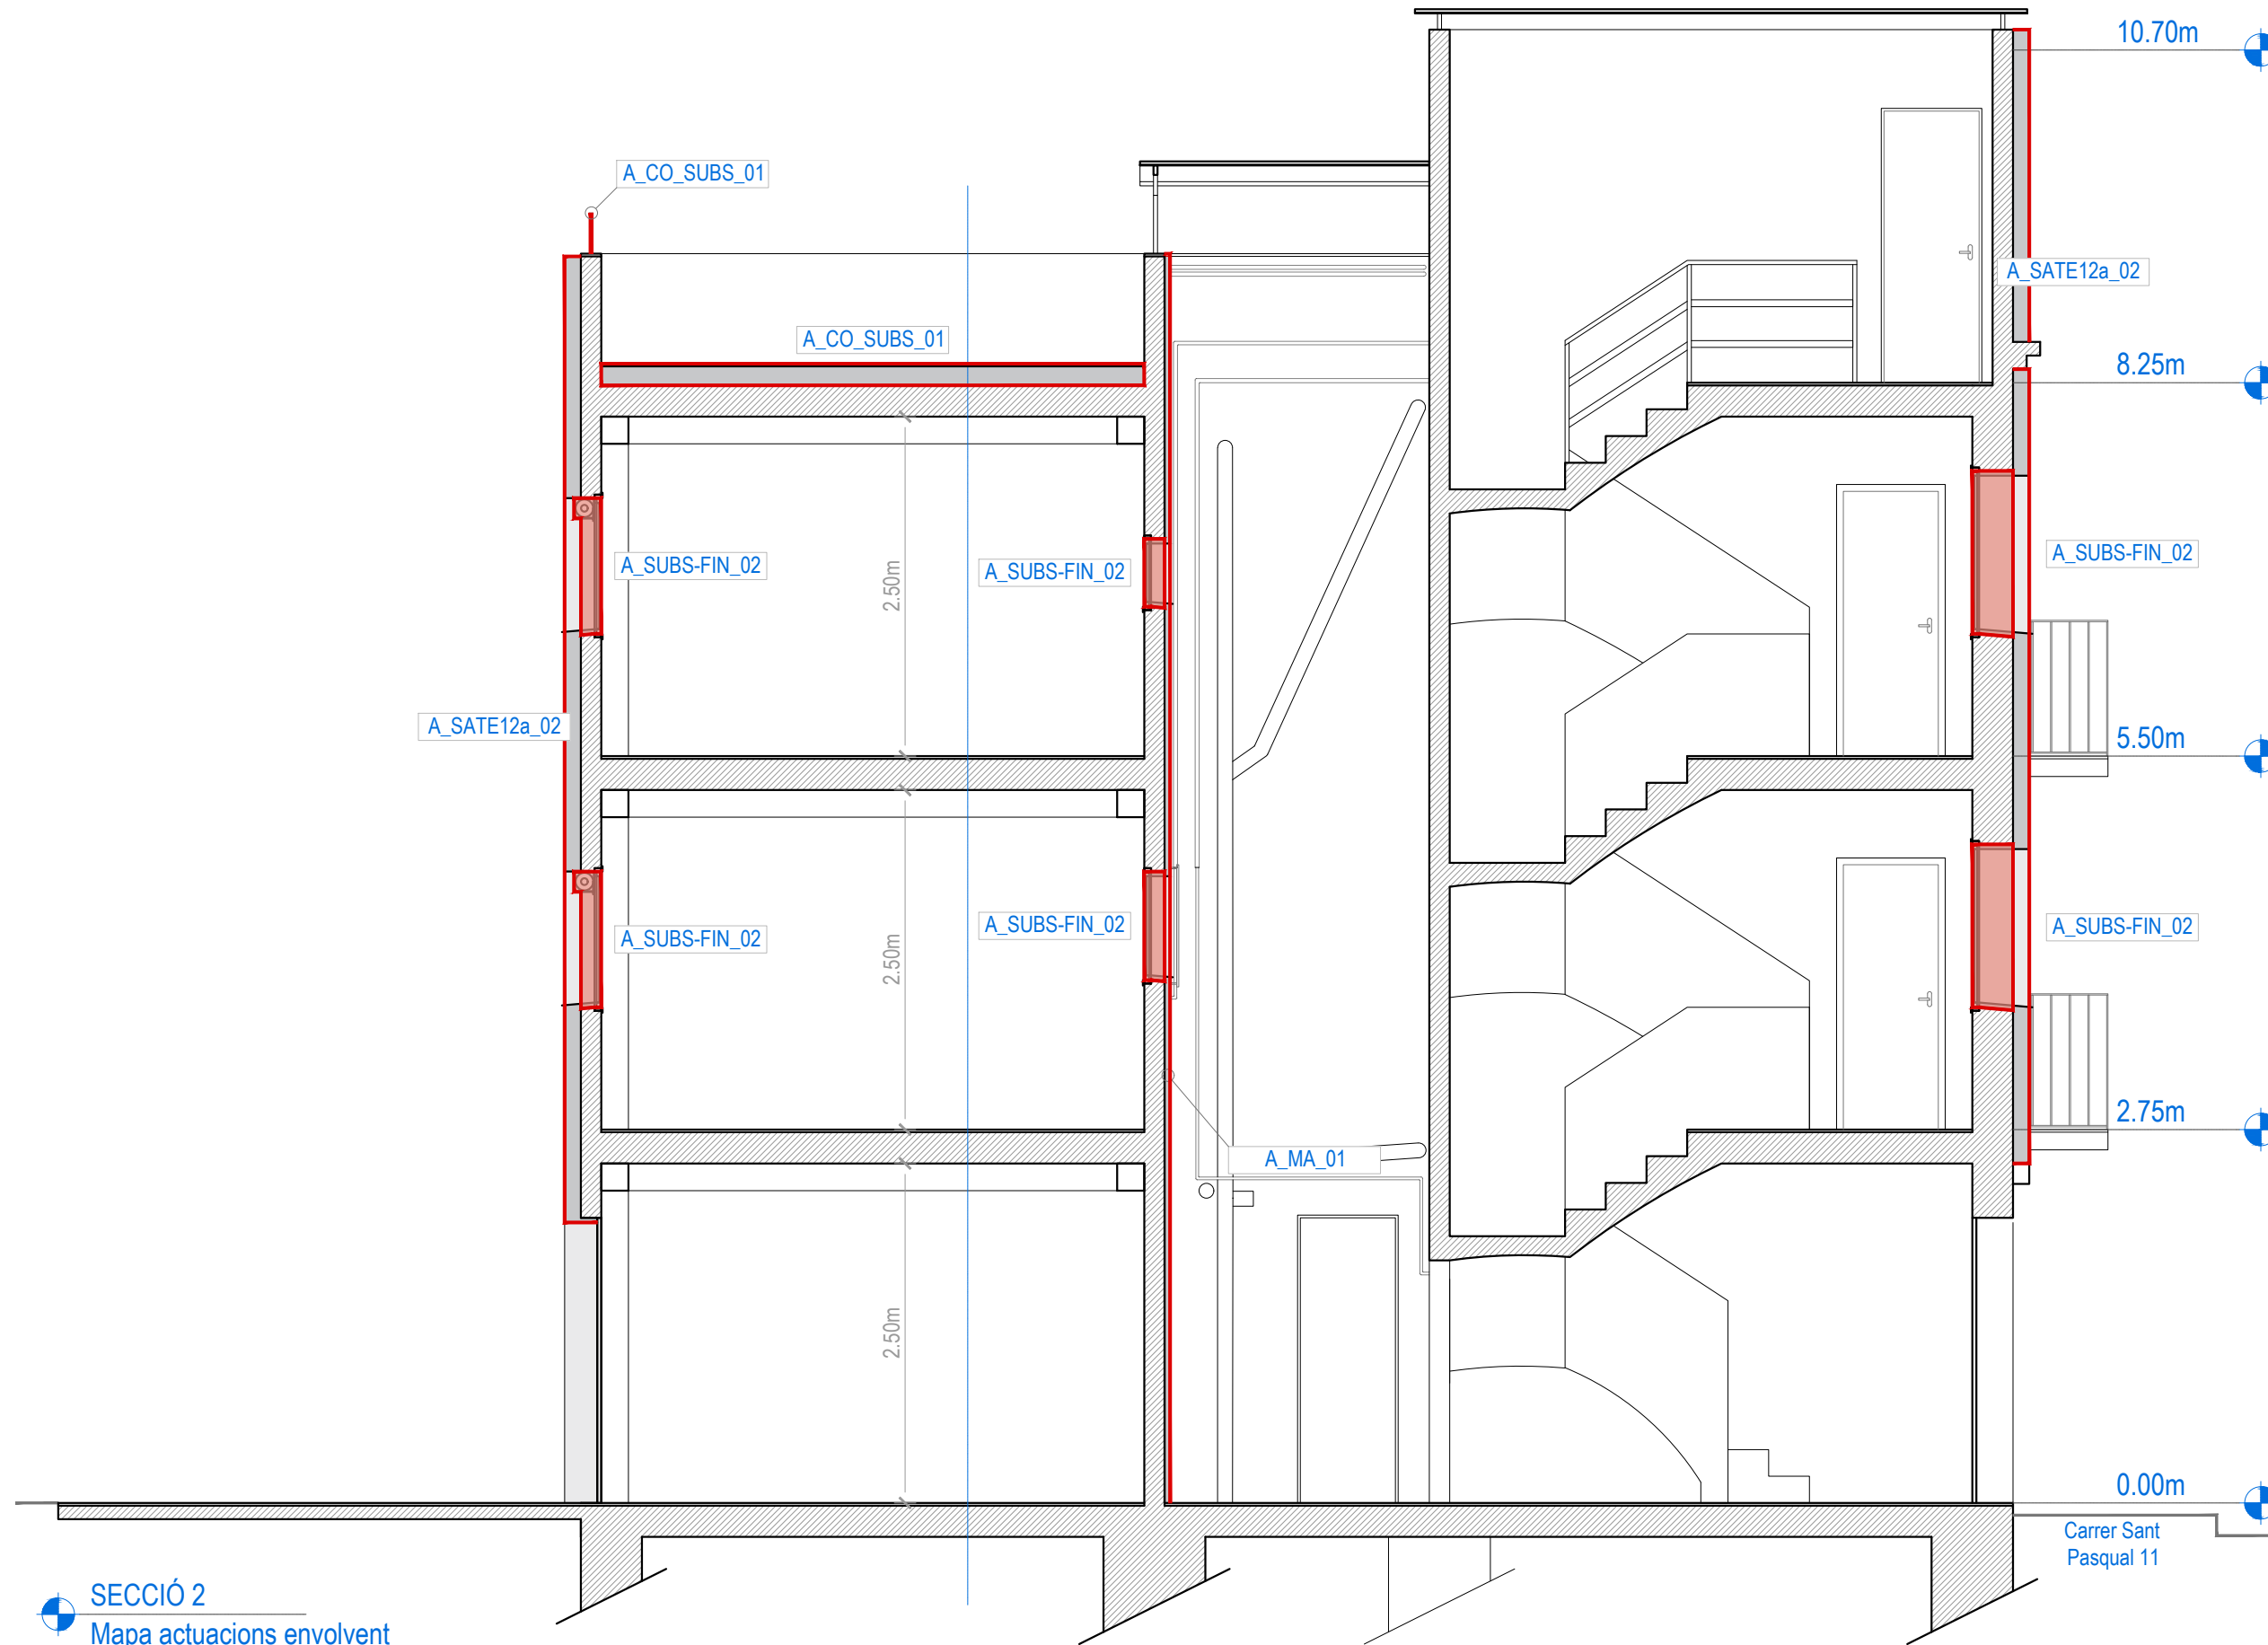 10.70m
A_CO_SUBS_01
A_SATE12a_02
A_CO_SUBS_01
8.25m
A_SUBS-FIN_02
A_SUBS-FIN_02
A_SUBS-FIN_02
2.50m
A_SATE12a_02
5.50m
A_SUBS-FIN_02
A_SUBS-FIN_02
A_SUBS-FIN_02
2.50m
2.75m
A_MA_01
2.50m
0.00m
Carrer Sant
Pasqual 11
SECCIÓ 2
Mapa actuacions envolvent